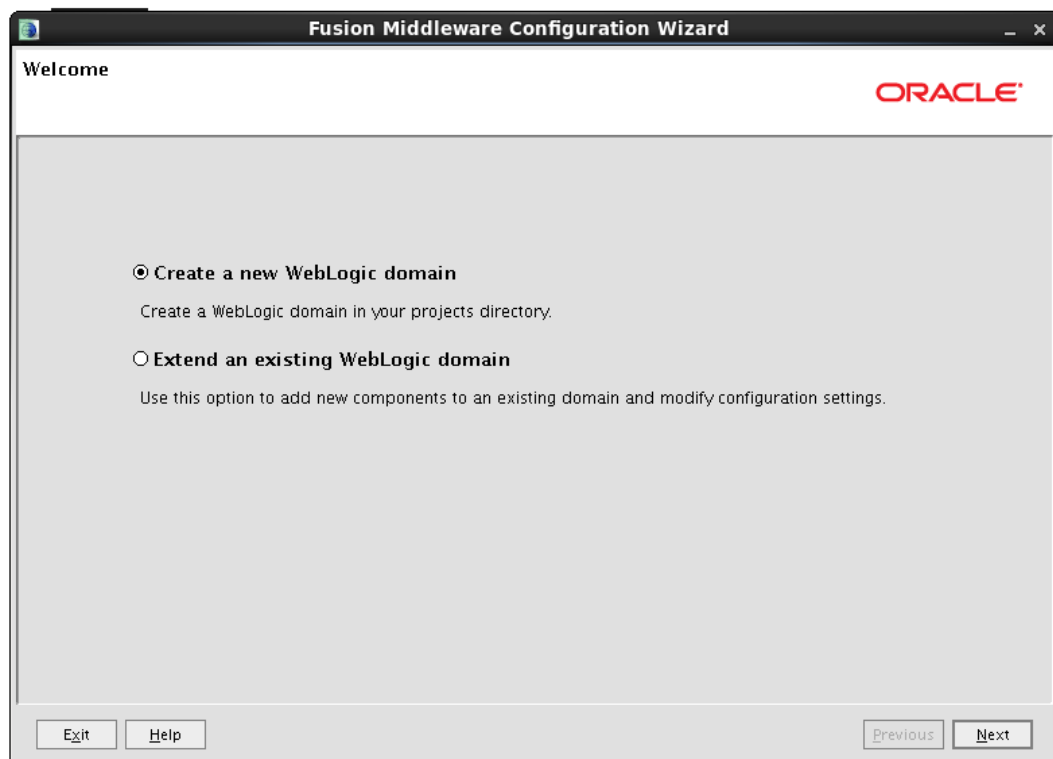 Fusion Middleware Configuration Wizard
Welcome
ORACLE
Create a new WebLogic domain
Create a WebLogic domain in your projects directory.
Extend an existing WebLogic domain
Use this option to add new components to an existing domain and modify configuration settings.
Exit Help Previous Next